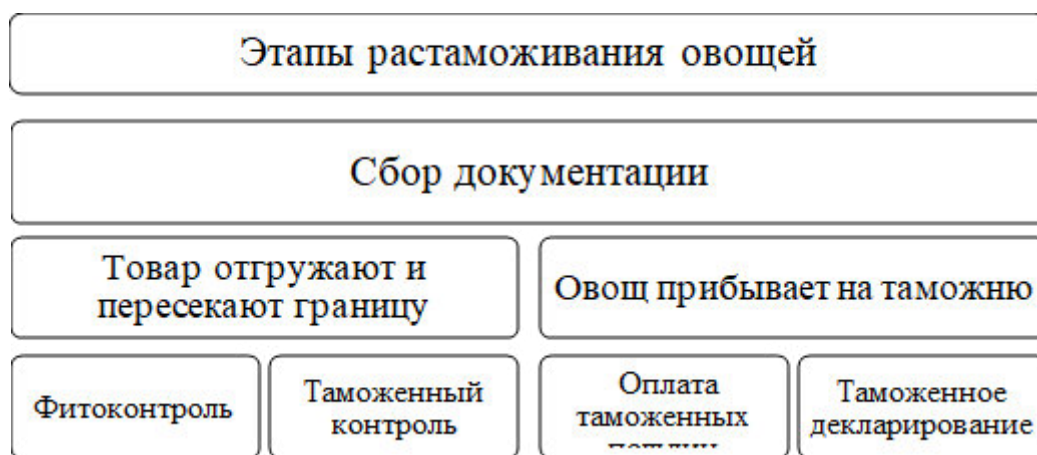 Этапы растаможивания овощей
Сбор документации
Товар отгружают и
пересекают границу
Овощ прибывает на таможню
Фитоконтроль
Таможенный
контроль
Оплата
таможенных
Таможенное
декларирование